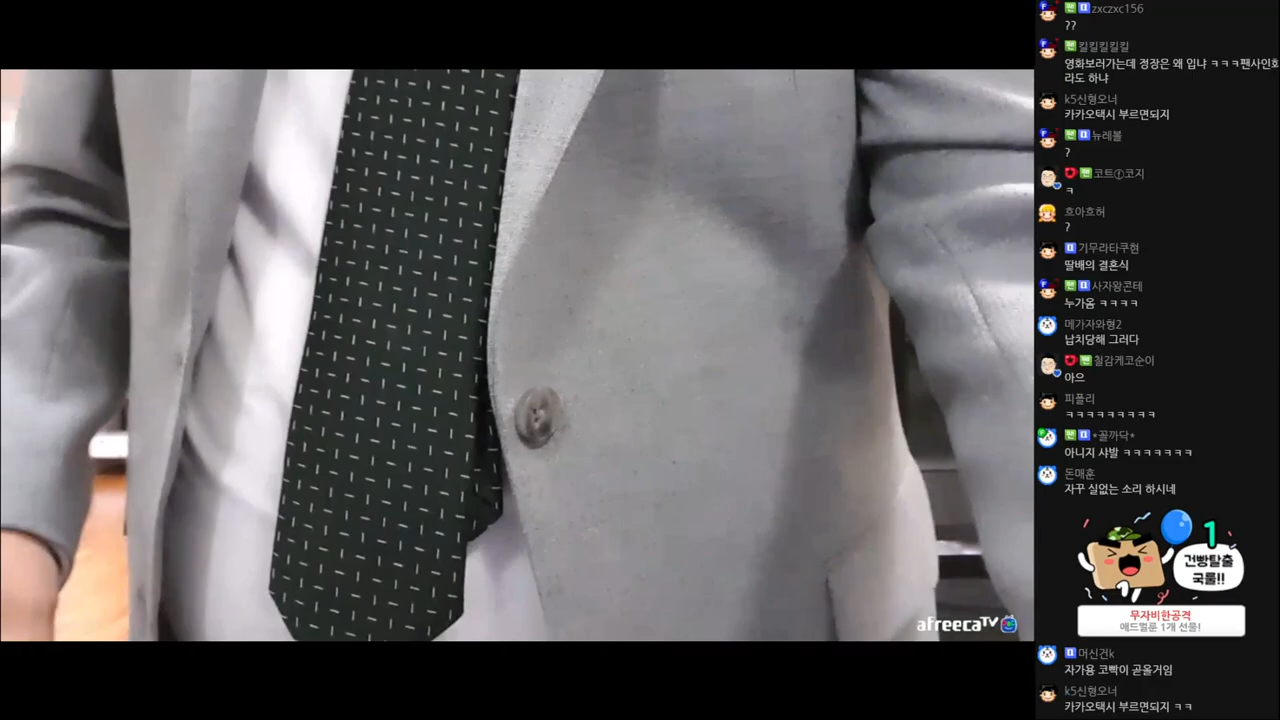 afreecaTV
zxczxc156
??
킬킬킬킬킬
영화보러가는데 정장은 왜 입냐 ㅋㅋㅋ팬사인회
라도 하냐
k5신형오너
카카오택시 부르면되지
뉴레볼
?
코트ⓕ코지
ㅋ
흐아흐허
?
기무라타쿠현
딸배의 결혼식
사자왕콘테
누가옴 ㅋㅋㅋㅋ
메가자와형2
납치당해 그러다
철감케코순이
아으
피플리
ㅋㅋㅋㅋㅋㅋㅋㅋㅋ
*꼴까닥*
아니지 샤발 ㅋㅋㅋㅋㅋㅋㅋ
돈매훈
자꾸 실없는 소리 하시네
1
건빵탈출
국룰!!
무자비한공격
애드벌룬 1개 선물!
머신건k
자가용 코빡이 곧올거임
k5신형오너
카카오택시 부르면되지 ㅋㅋ